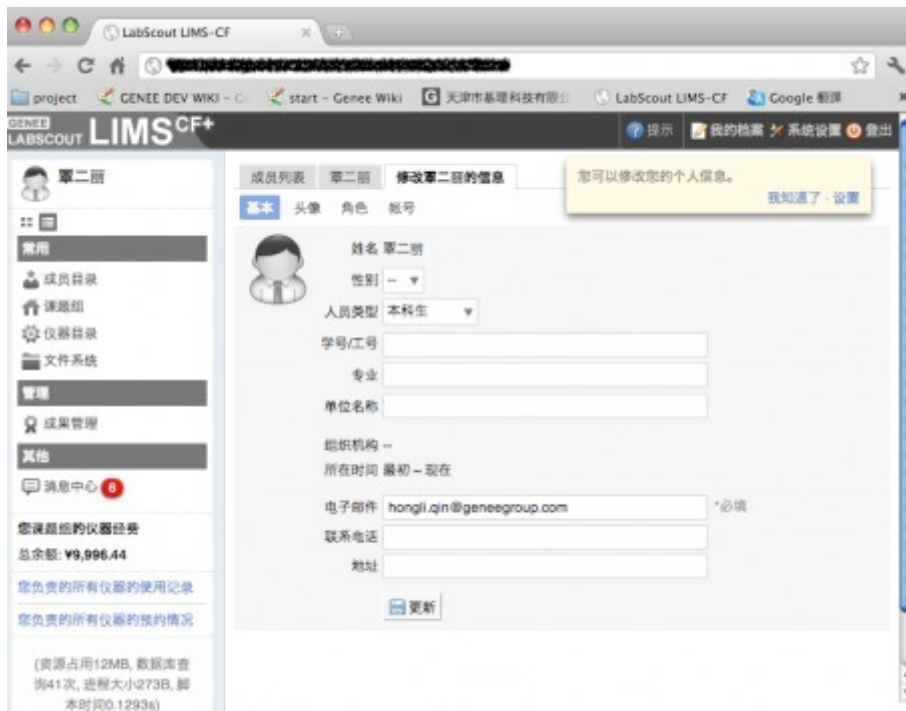 LabScout LIMS-CF
project
GENEE DEV WIKI - G
start - Genee Wiki
天津市基理科技有限公
LabScout LIMS-CF
Google 翻译
GENEE
LABSCOUT LIMS CF+
提示
我的档案
系统设置
登出
覃二丽
成员列表
覃二丽
修改覃二丽的信息
您可以修改您的个人信息。
我知道了 - 设置
基本
头像
角色
帐号
常用
成员目录
课题组
仪器目录
文件系统
管理
成果管理
其他
消息中心
您课题组的仪器经费
总余额: ¥9,996.44
您负责的所有仪器的使用记录
您负责的所有仪器的预约情况
(资源占用12MB, 数据库查
询41次, 进程大小273B, 脚
本时间0.1293s)
姓名 覃二丽
性别 --
人员类型 本科生
学号/工号
专业
单位名称
组织机构 --
所在时间 最初 ~ 现在
电子邮件 hongli.qin@geneegroup.com *必填
联系电话
地址
更新